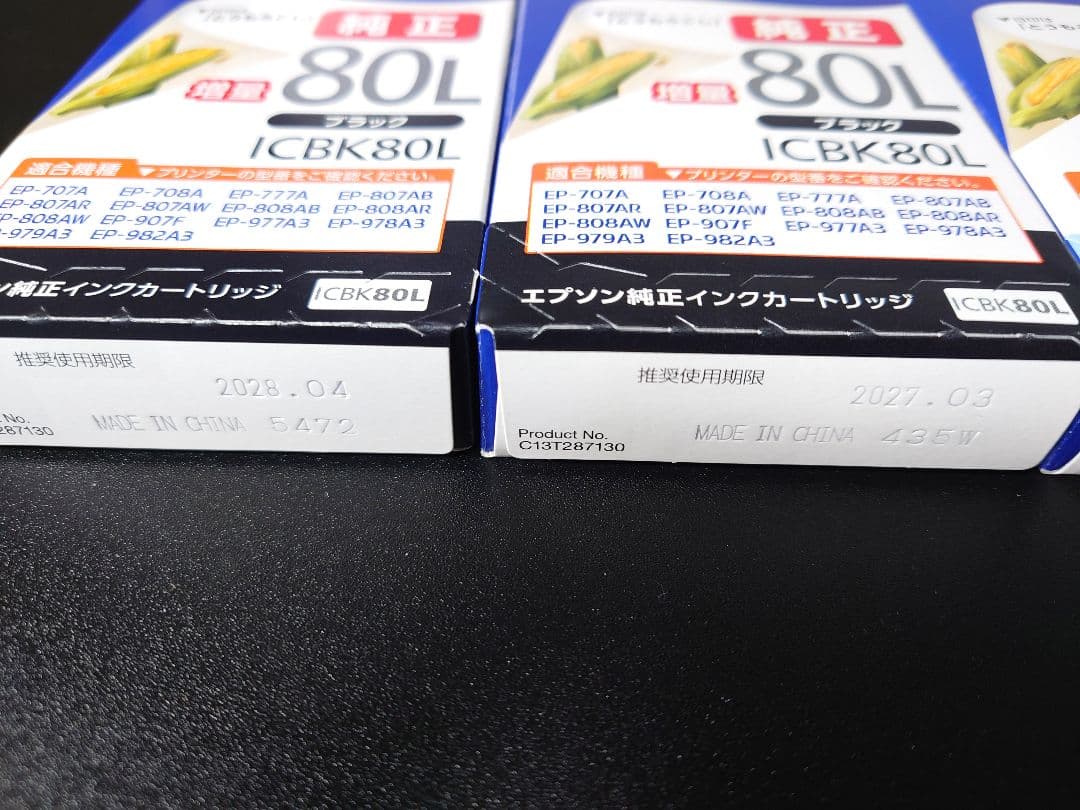 純正
増量 80L
ブラック
ICBK80L
適合機種 ▼プリンターの型番をご確認ください。
EP-707A EP-708A EP-777A EP-807AB
EP-807AR EP-807AW EP-808AB EP-808AR
EP-808AW EP-907F EP-977A3 EP-978A3
-979A3 EP-982A3
ン純正インクカートリッジ ICBK80L
推奨使用期限
2028.04
No.
287130
MADE IN CHINA 5472
純正
増量 80L
ブラック
ICBK80L
適合機種 ▼プリンターの型番をご確認ください。
EP-707A EP-708A EP-777A EP-807AB
EP-807AR EP-807AW EP-808AB EP-808AR
EP-808AW EP-907F EP-977A3 EP-978A3
EP-979A3 EP-982A3
エプソン純正インクカートリッジ ICBK80L
推奨使用期限
2027.03
Product No.
C13T287130
MADE IN CHINA 435W